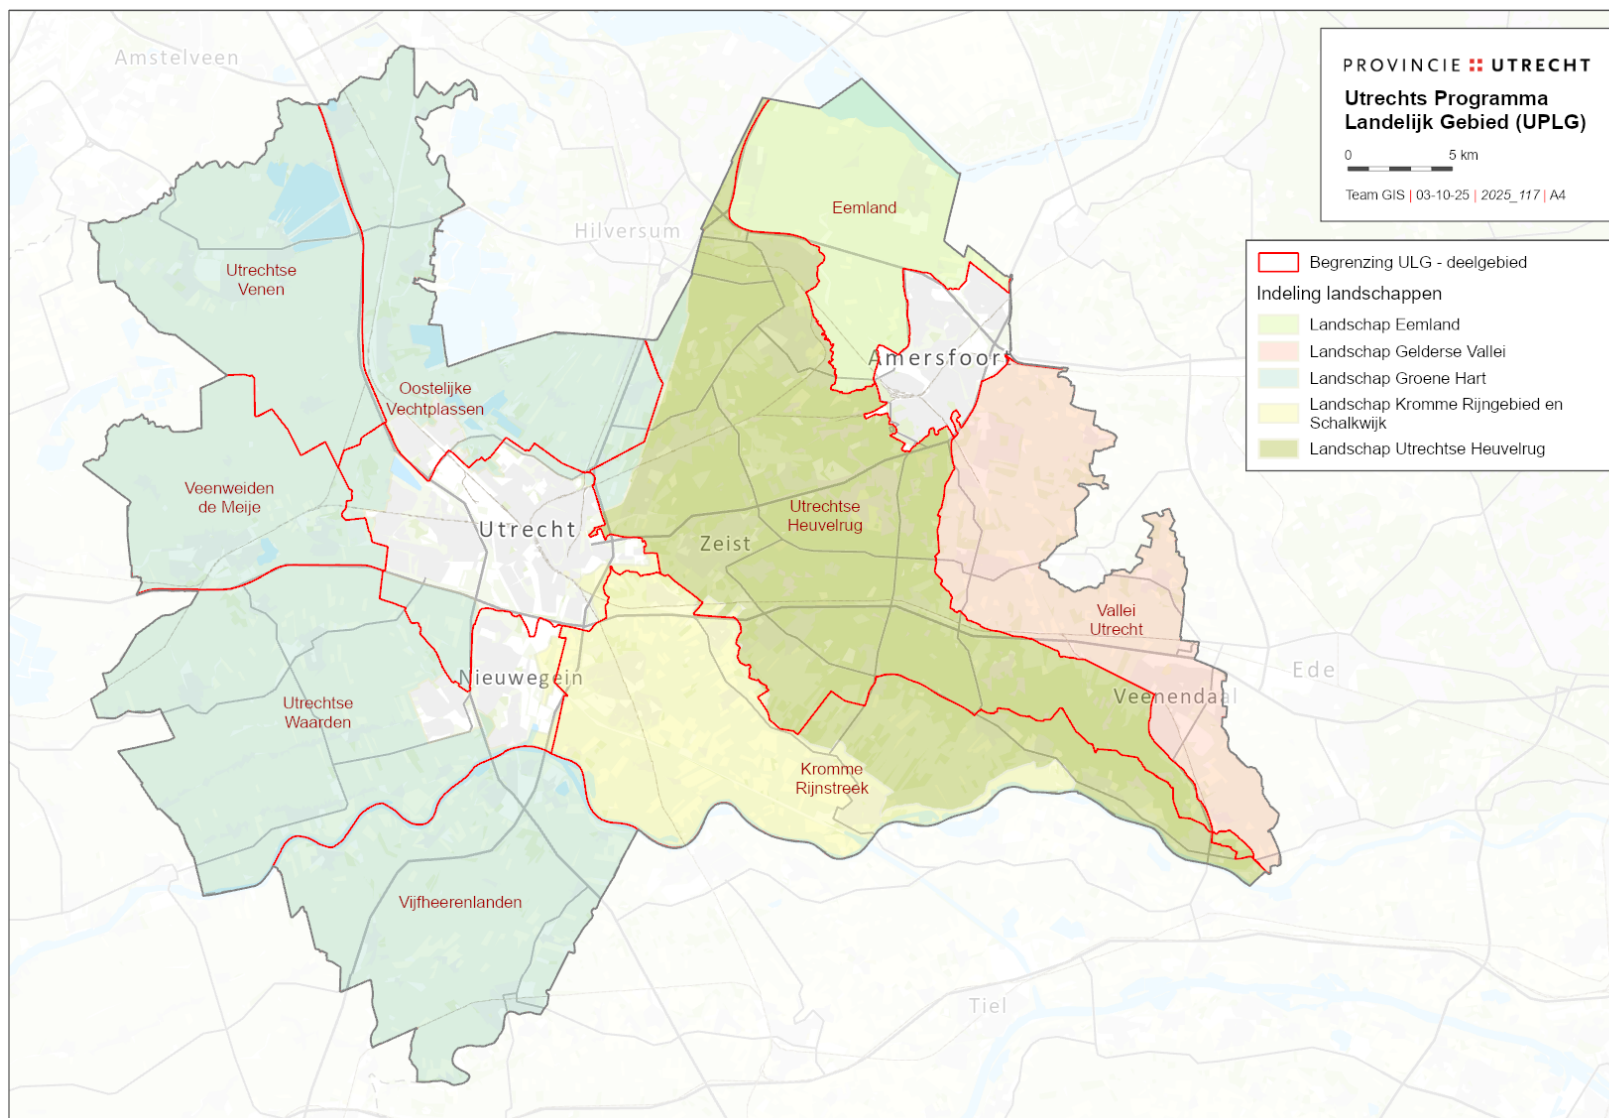 Amstelveen
PROVINCIE UTRECHT
Utrechts Programma
Landelijk Gebied (UPLG)
0 5 km
Team GIS | 03-10-25 | 2025_117 | A4
Eemland
Hilversum
Utrechtse
Venen
Begrenzing ULG - deelgebied
Indeling landschappen
Landschap Eemland
Landschap Gelderse Vallei
Landschap Groene Hart
Landschap Kromme Rijngebied en
Schalkwijk
Landschap Utrechtse Heuvelrug
Amersfoor
Oostelijke
Vechtplassen
Veenweiden
de Meije
Utrecht
Utrechtse
Heuvelrug
Zeist
Vallei
Utrecht
Nieuwegein
Ede
Veenendaal
Utrechtse
Waarden
Kromme
Rijnstreek
Vijfheerenlanden
Tiel